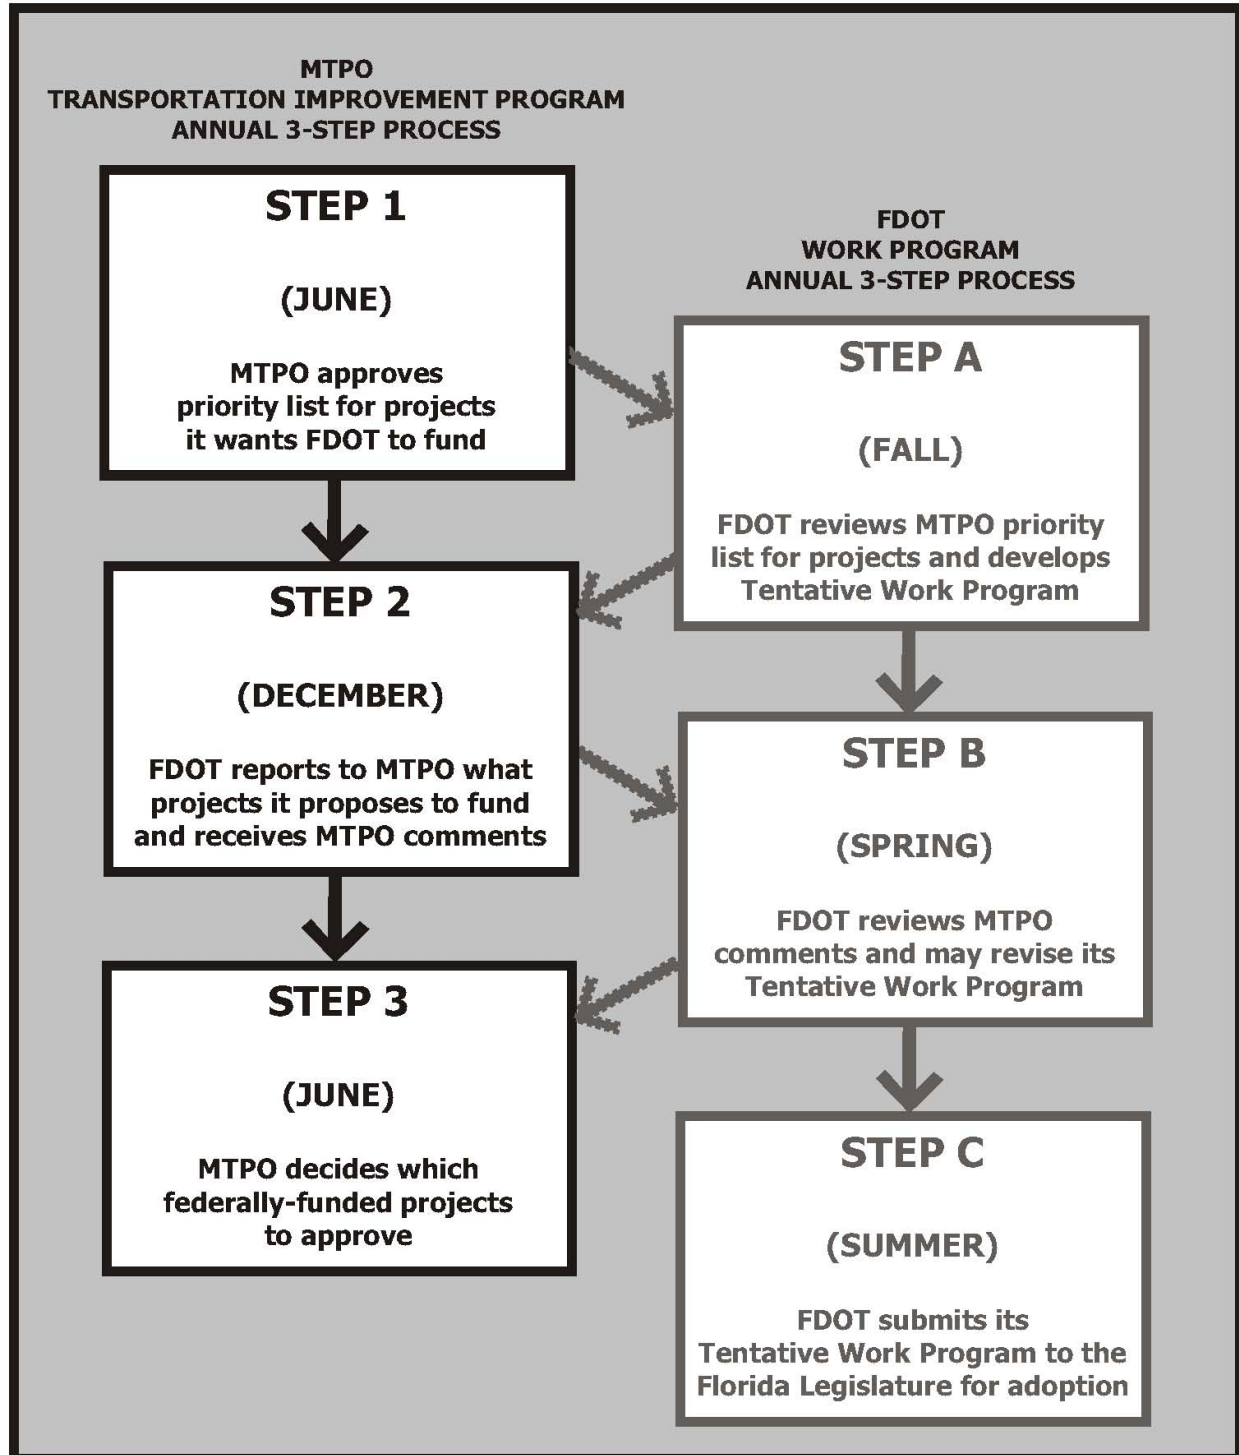 MTPO
TRANSPORTATION IMPROVEMENT PROGRAM
ANNUAL 3-STEP PROCESS
STEP 1
(JUNE)
MTPO approves
priority list for projects
it wants FDOT to fund
STEP 2
(DECEMBER)
FDOT reports to MTPO what
projects it proposes to fund
and receives MTPO comments
STEP 3
(JUNE)
MTPO decides which
federally-funded projects
to approve
FDOT
WORK PROGRAM
ANNUAL 3-STEP PROCESS
STEP A
(FALL)
FDOT reviews MTPO priority
list for projects and develops
Tentative Work Program
STEP B
(SPRING)
FDOT reviews MTPO
comments and may revise its
Tentative Work Program
STEP C
(SUMMER)
FDOT submits its
Tentative Work Program to the
Florida Legislature for adoption